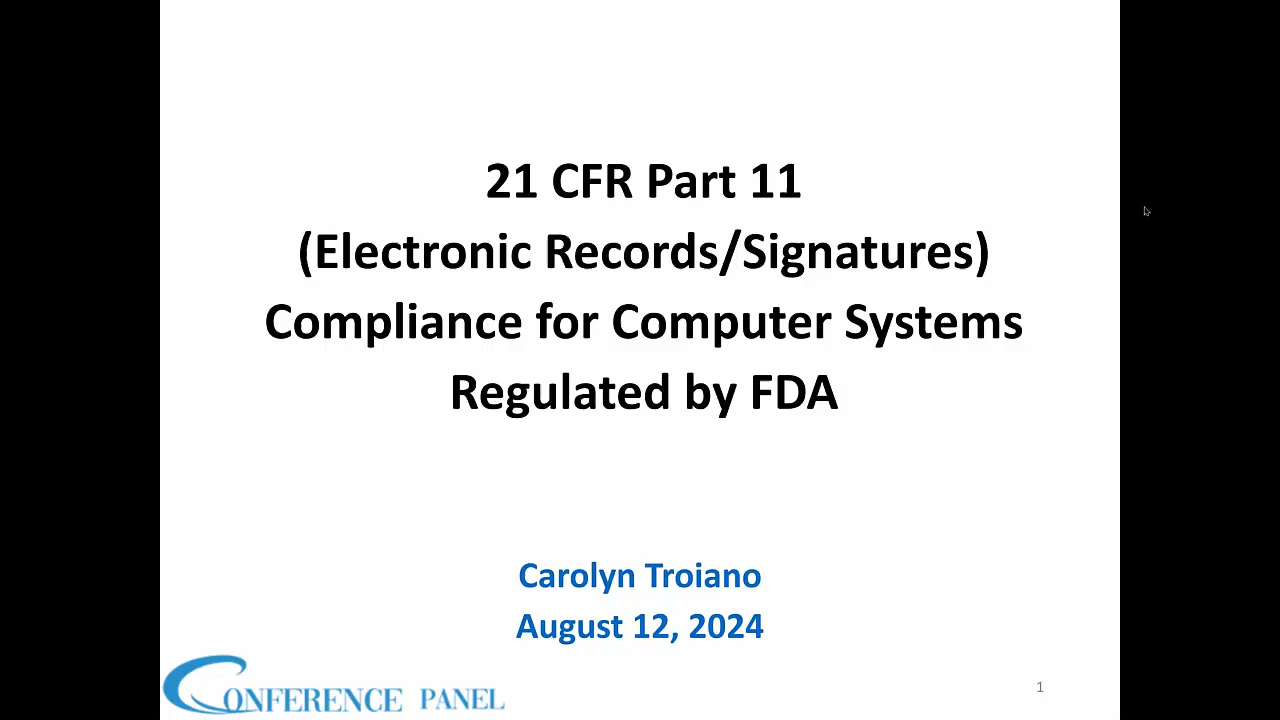 21 CFR Part 11
(Electronic Records/Signatures)
Compliance for Computer Systems
Regulated by FDA
Carolyn Troiano
August 12, 2024
CONFERENCE PANEL
1